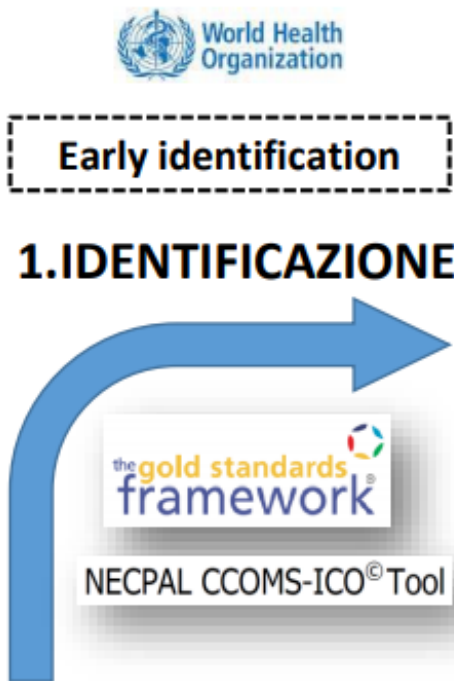 World Health
Organization
Early identification
1.IDENTIFICAZIONE
the gold standards
framework®
NECPAL CCOMS-ICO© Tool